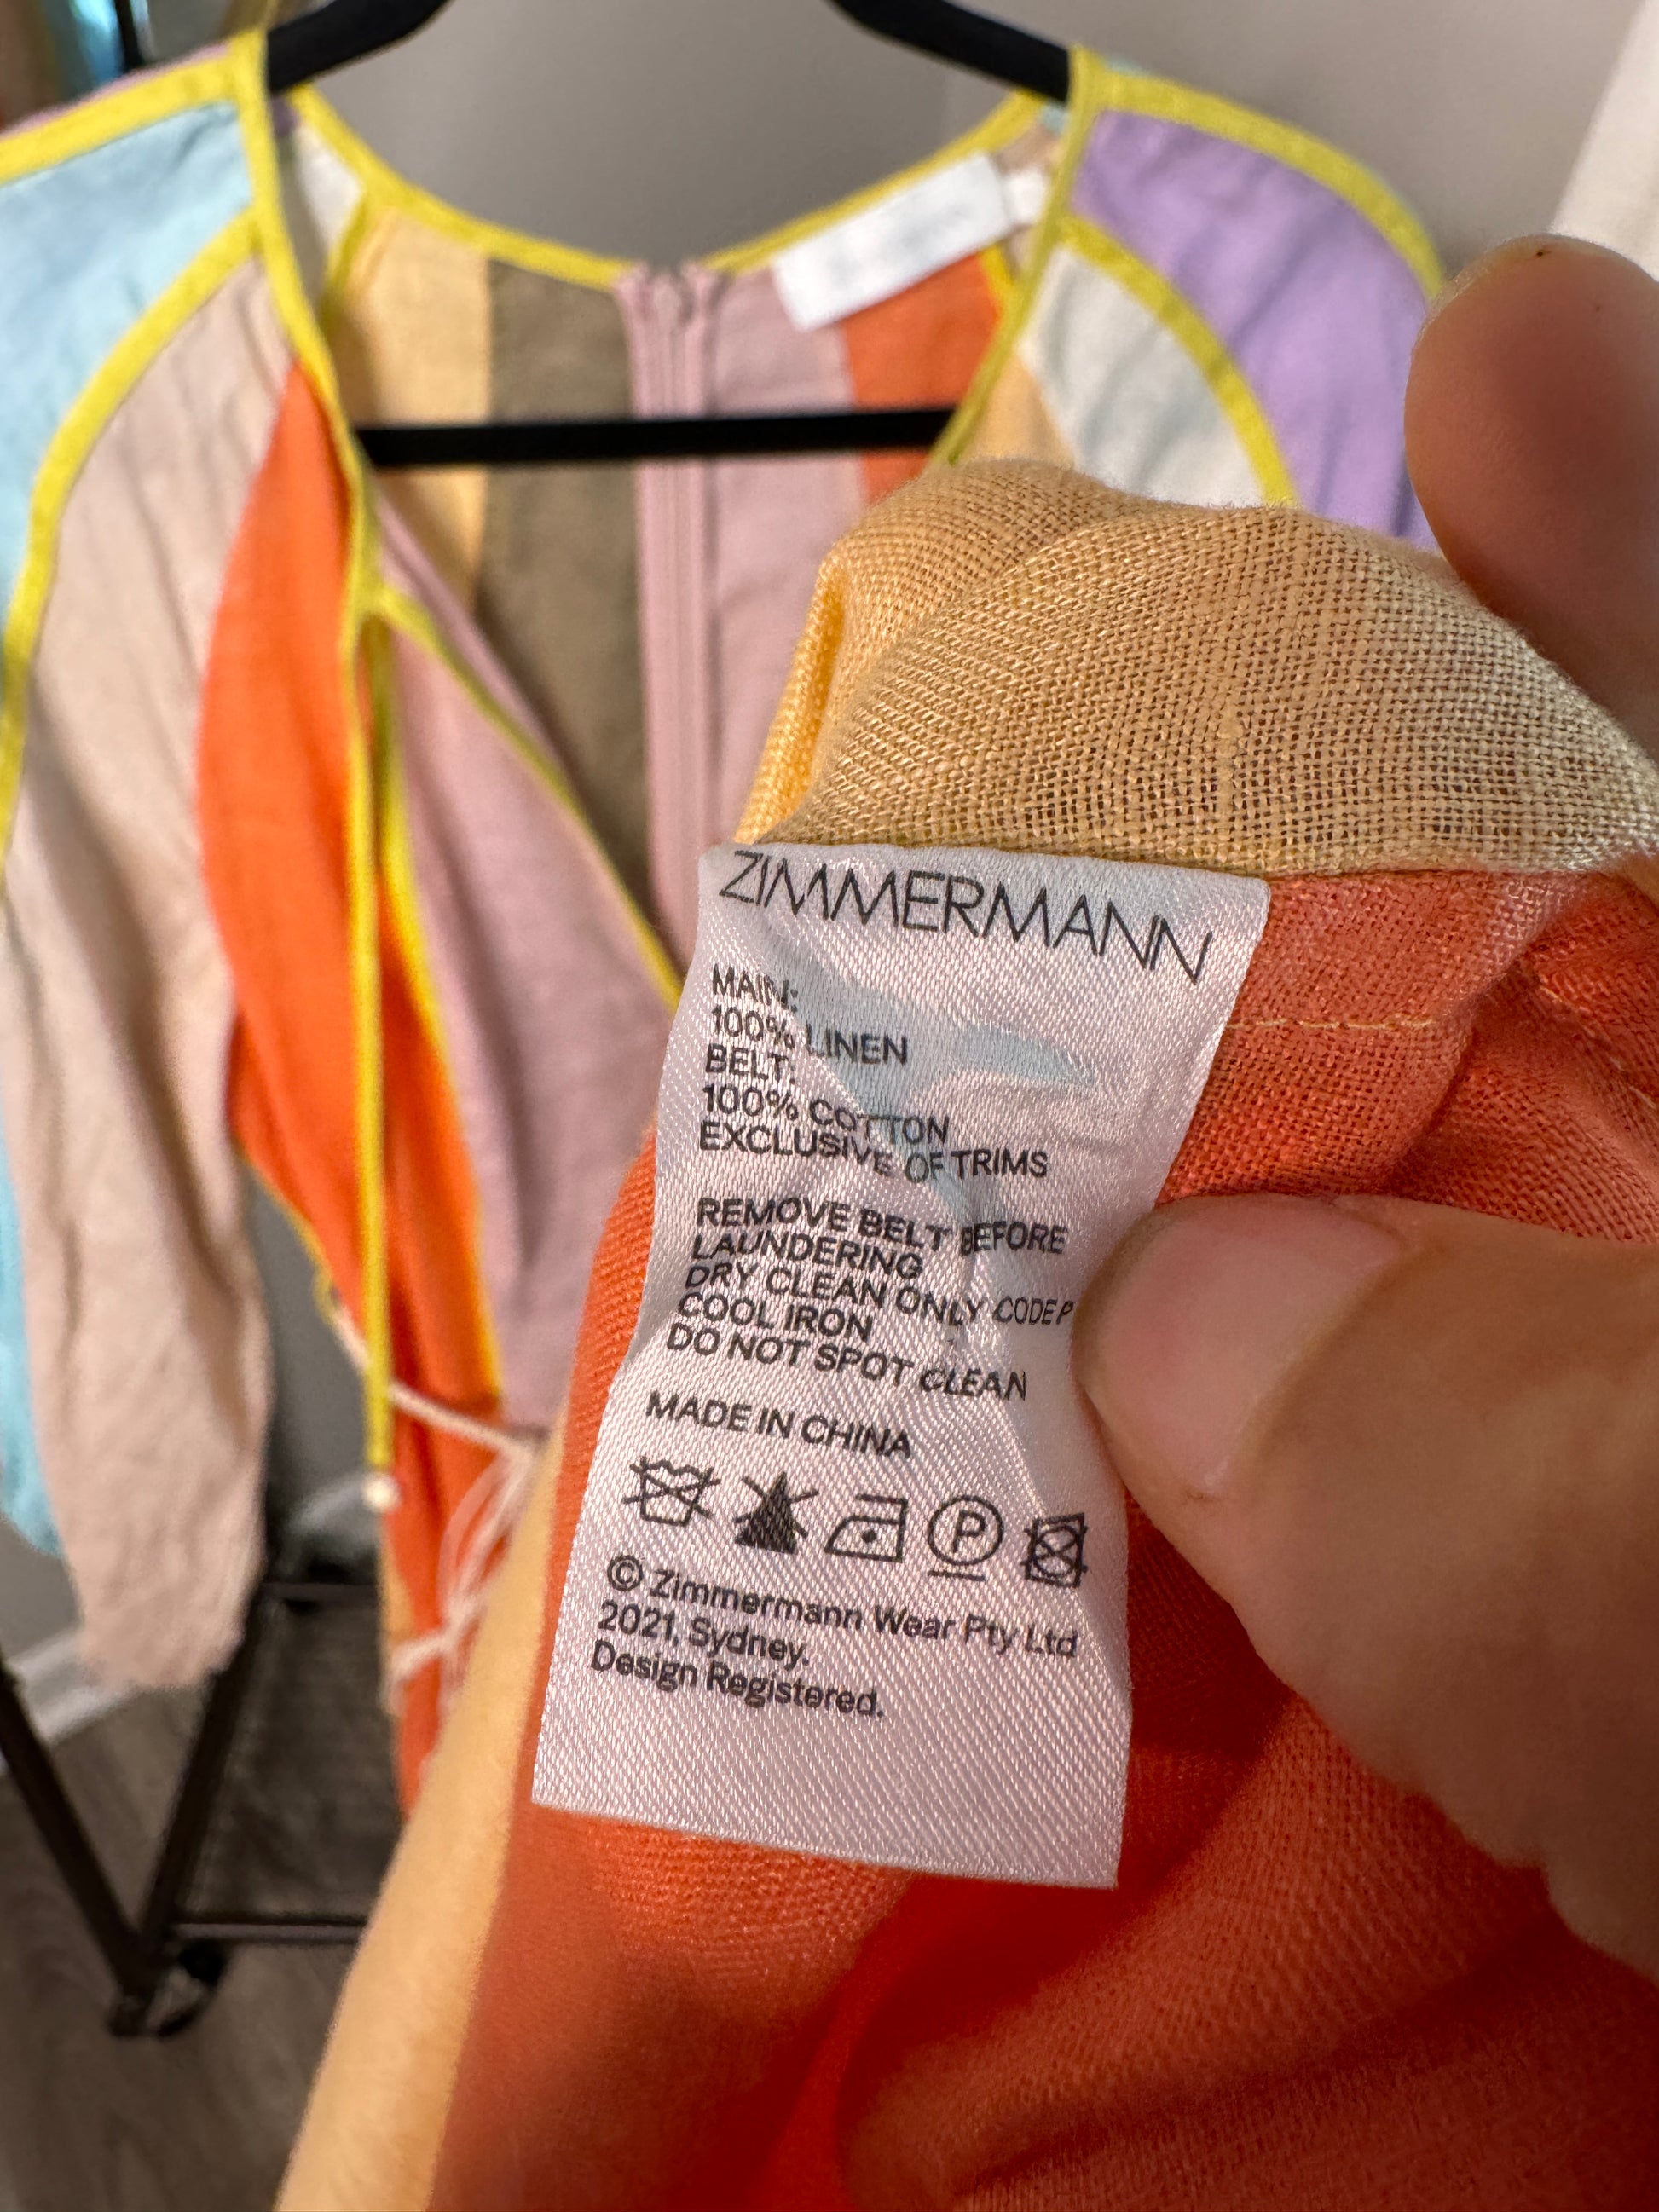 ZIMMERMANN
MAIN:
100% LINEN
BELT:
100% COTTON
EXCLUSIVE OF TRIMS
REMOVE BELT BEFORE
LAUNDERING
DRY CLEAN ONLY CODE P
COOL IRON
DO NOT SPOT CLEAN
MADE IN CHINA
P
© Zimmermann Wear Pty Ltd
2021, Sydney.
Design Registered.